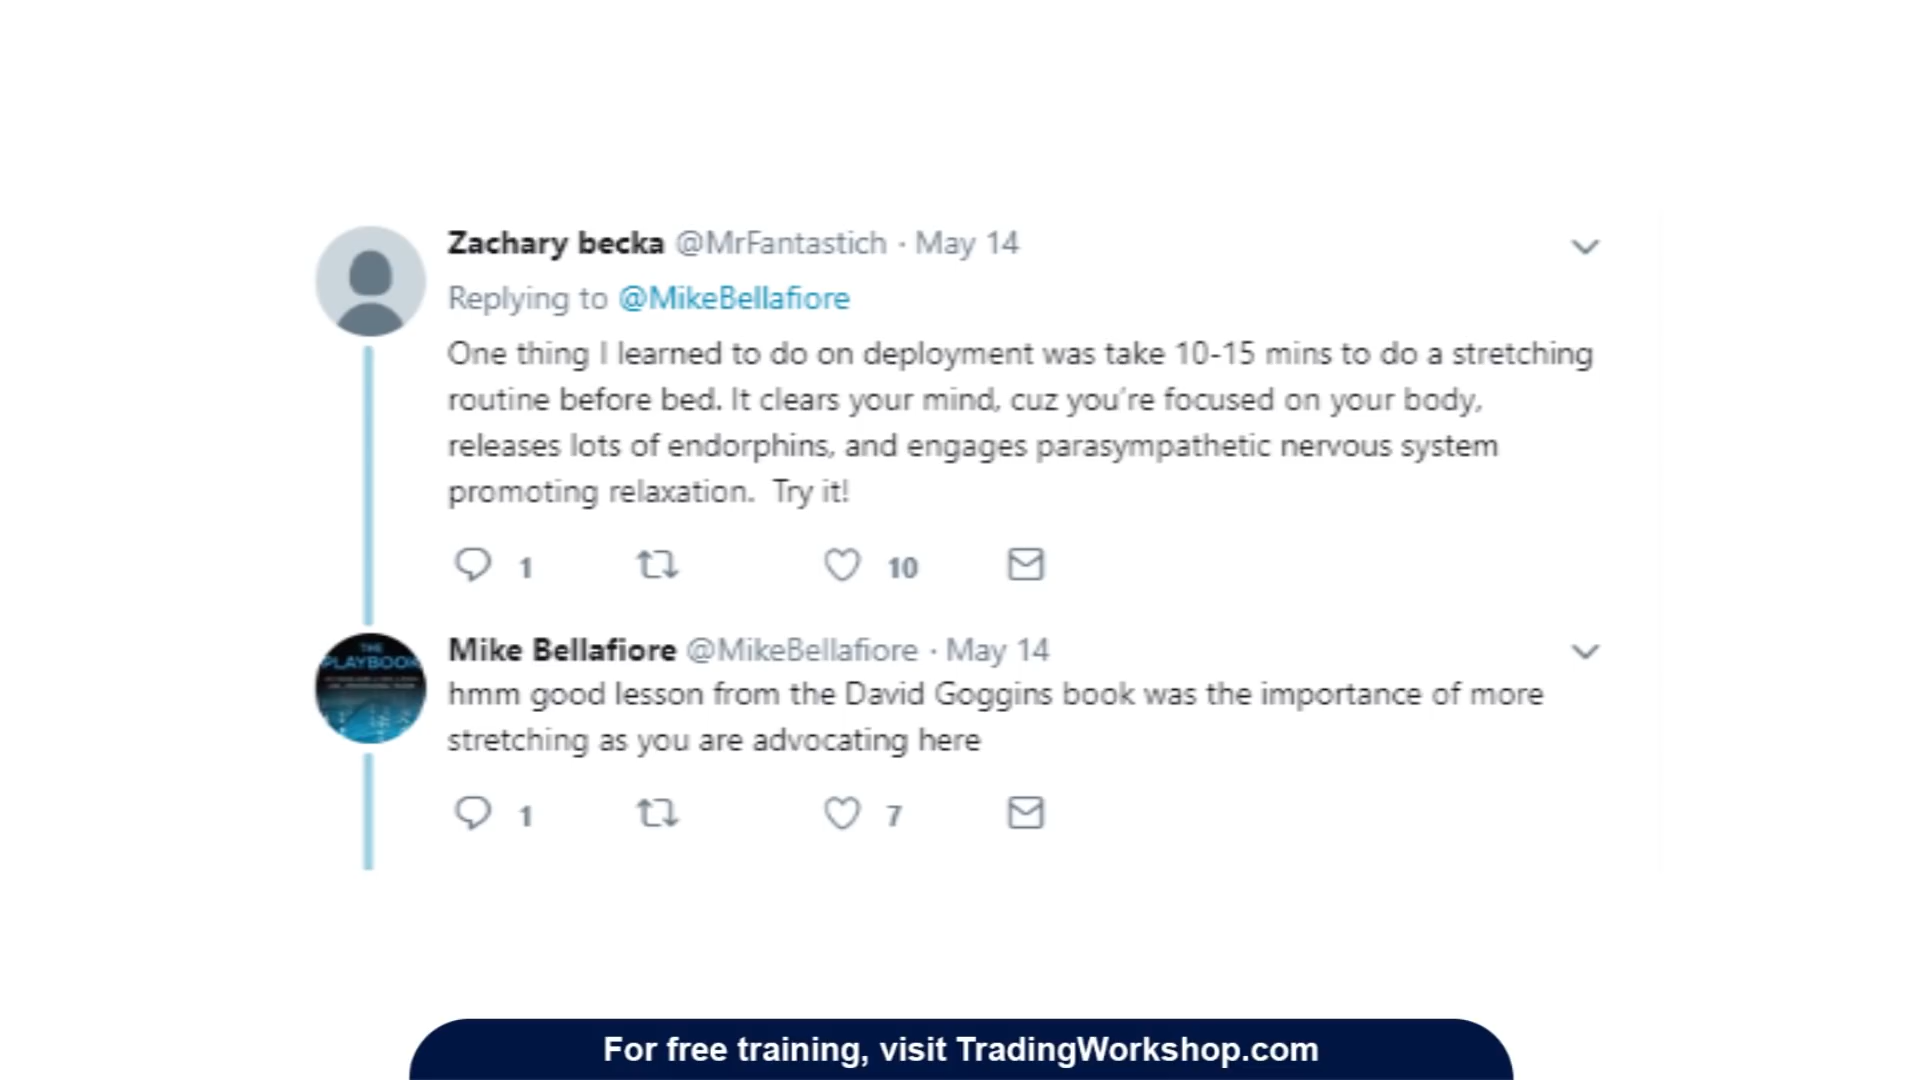 Zachary becka @MrFantastich · May 14
Replying to @MikeBellafiore
One thing I learned to do on deployment was take 10-15 mins to do a stretching
routine before bed. It clears your mind, cuz you're focused on your body,
releases lots of endorphins, and engages parasympathetic nervous system
promoting relaxation.  Try it!
1 10
THE
PLAYBOOK
Mike Bellafiore @MikeBellafiore · May 14
hmm good lesson from the David Goggins book was the importance of more
stretching as you are advocating here
1 7
For free training, visit TradingWorkshop.com